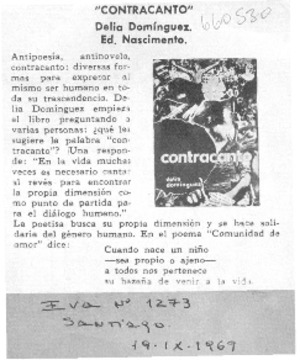 "CONTRACANTO"
Delia Domínguez.
Ed. Nascimento.
660530
Antipoesía, antinovela,
contracanto: diversas for-
mas para expresar al
mismo ser humano en to-
da su trascendencia. De-
lia Domínguez empieza
el libro preguntando a
varias personas: ¿qué les
sugiere la palabra "con-
tracanto"? ¡Una respon-
de: "En la vida muchas
veces es necesario cantar
al revés para encontrar
la propia dimensión
como punto de partida pa-
ra el diálogo humano."
contracanto
delia
domínguez
La poetisa busca su propia dimensión y se hace soli-
daria del género humano. En el poema "Comunidad de
amor" dice:
Cuando nace un niño
—sea propio o ajeno—
a todos nos pertenece
su hazaña de venir a la vida.
Eva Nº 1273
Santiago.
19-IX-1969